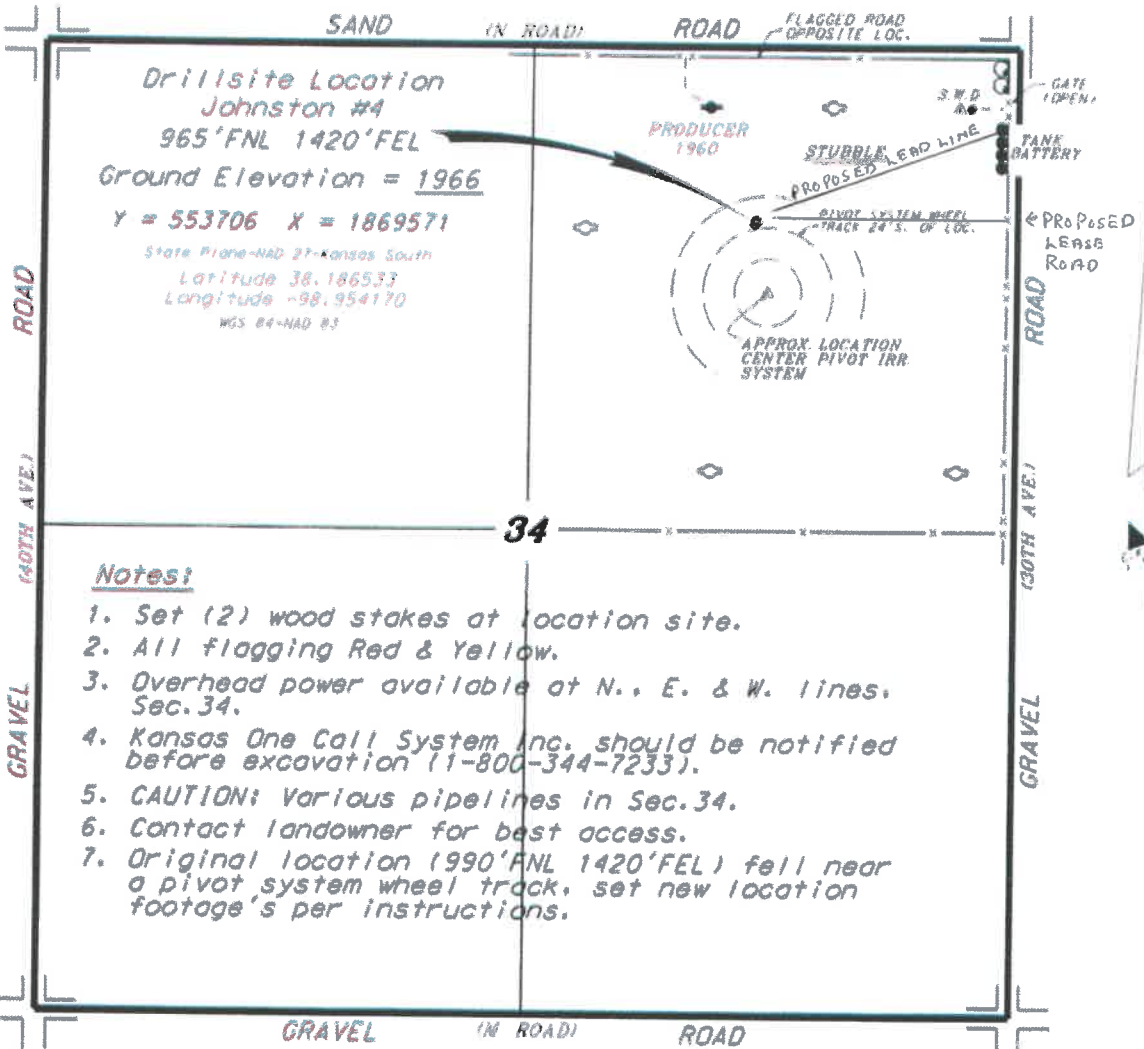 SAND (N ROAD) ROAD
FLAGGED ROAD
OPPOSITE LOC.
Drillsite Location
Johnston #4
965'FNL 1420'FEL
Ground Elevation = 1966
Y = 553706 X = 1869571
State Plane-NAD 27-Kansas South
Latitude 38.186533
Longitude -98.954170
WGS 84-NAD 83
PRODUCER
1960
S.W.D
GATE
(OPEN)
TANK
BATTERY
STUBBLE
PROPOSED LEAD LINE
PIVOT SYSTEM WHEEL
TRACK 24'S. OF LOC.
PROPOSED
LEASE
ROAD
APPROX. LOCATION
CENTER PIVOT IRR
SYSTEM
ROAD
(40TH AVE.)
GRAVEL
ROAD
(30TH AVE.)
GRAVEL
34
Notes:
1. Set (2) wood stakes at location site.
2. All flagging Red & Yellow.
3. Overhead power available at N., E. & W. lines,
Sec.34.
4. Kansas One Call System Inc. should be notified
before excavation (1-800-344-7233).
5. CAUTION: Various pipelines in Sec.34.
6. Contact landowner for best access.
7. Original location (990'FNL 1420'FEL) fell near
a pivot system wheel track, set new location
footage's per instructions.
GRAVEL (M ROAD) ROAD